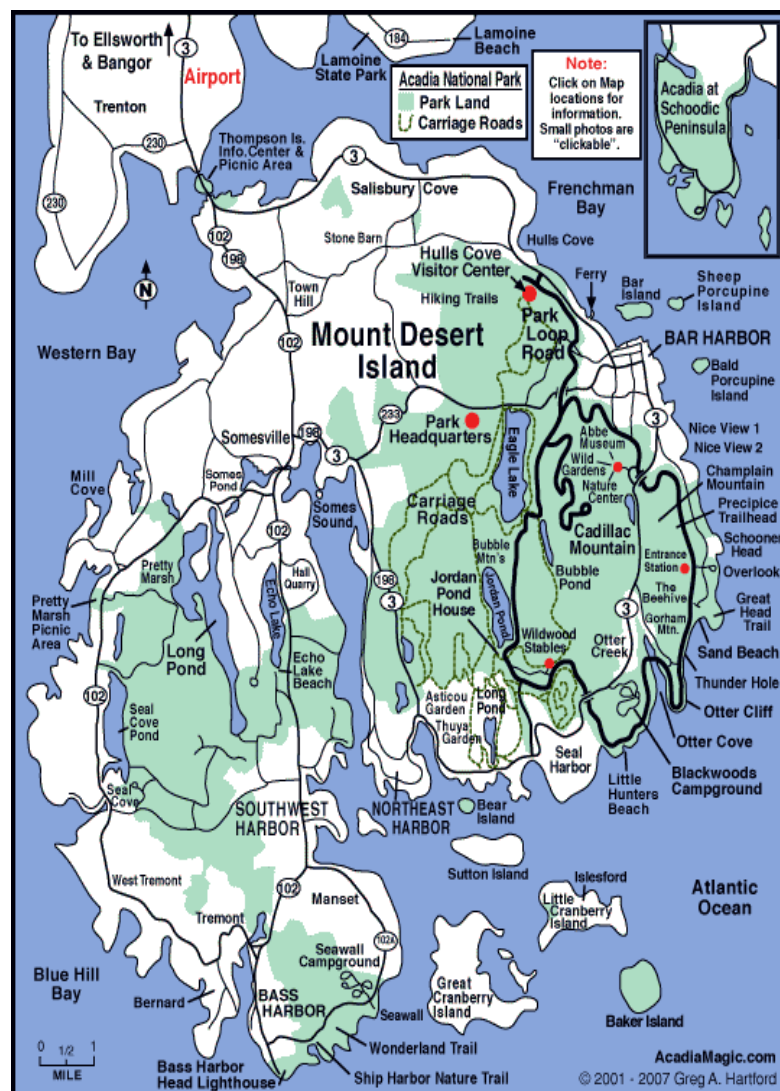 To Ellsworth
& Bangor
3
Airport
Trenton
230
230
Thompson Is.
Info.Center &
Picnic Area
184
Lamoine
Beach
Lamoine
State Park
Acadia National Park
Park Land
Carriage Roads
Note:
Click on Map
locations for
information.
Small photos are
"clickable".
Acadia at
Schoodic
Peninsula
3
Salisbury Cove
Frenchman
Bay
102
198
Stone Barn
Hulls Cove
Hulls Cove
Visitor Center
Ferry
Bar
Island
Sheep
Porcupine
Island
N
Town
Hill
Hiking Trails
Park
Loop
Road
Western Bay
102
Mount Desert
Island
BAR HARBOR
Bald
Porcupine
Island
233
Park
Headquarters
Eagle Lake
3
Nice View 1
Nice View 2
Abbe
Museum
Wild
Gardens
Nature
Center
Champlain
Mountain
Precipice
Trailhead
Somesville
198
3
Mill
Cove
Somes
Pond
Somes
Sound
102
Carriage
Roads
Cadillac
Mountain
Schooner
Head
Overlook
Entrance
Station
Pretty
Marsh
Hall
Quarry
Echo Lake
Bubble
Mtn's
Bubble
Pond
198
3
Jordan
Pond
House
Jordan Pond
The
Beehive
Gorham
Mtn.
Great
Head
Trail
3
Pretty
Marsh
Picnic
Area
Long
Pond
Echo
Lake
Beach
Wildwood
Stables
Otter
Creek
Sand Beach
Thunder Hole
Otter Cliff
102
Seal
Cove
Pond
Asticou
Garden
Long
Pond
Thuya
Garden
Seal
Harbor
Otter Cove
Blackwoods
Campground
Little
Hunters
Beach
Seal
Cove
SOUTHWEST
HARBOR
NORTHEAST
HARBOR
Bear
Island
Sutton Island
West Tremont
102
Manset
Islesford
Little
Cranberry
Island
Atlantic
Ocean
Tremont
102A
Seawall
Campground
Blue Hill
Bay
Bernard
BASS
HARBOR
Seawall
Great
Cranberry
Island
Baker Island
Wonderland Trail
Bass Harbor
Head Lighthouse
Ship Harbor Nature Trail
0 1/2 1
MILE
AcadiaMagic.com
© 2001 - 2007 Greg A. Hartford